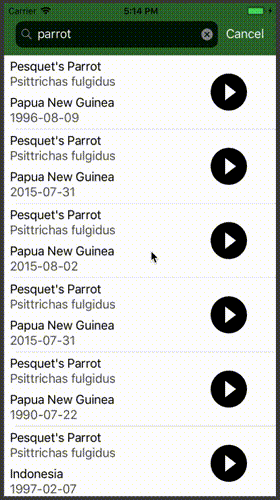 Carrier 5:14 PM
parrot Cancel
Pesquet's Parrot
Psittrichas fulgidus
Papua New Guinea
1996-08-09
Pesquet's Parrot
Psittrichas fulgidus
Papua New Guinea
2015-07-31
Pesquet's Parrot
Psittrichas fulgidus
Papua New Guinea
2015-08-02
Pesquet's Parrot
Psittrichas fulgidus
Papua New Guinea
2015-07-31
Pesquet's Parrot
Psittrichas fulgidus
Papua New Guinea
1990-07-22
Pesquet's Parrot
Psittrichas fulgidus
Indonesia
1997-02-07